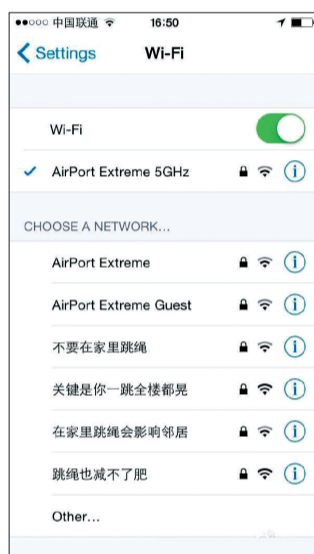 中国联通 16:50
Settings Wi-Fi
Wi-Fi
AirPort Extreme 5GHz
CHOOSE A NETWORK...
AirPort Extreme
AirPort Extreme Guest
不要在家里跳绳
关键是你一跳全楼都晃
在家里跳绳会影响邻居
跳绳也减不了肥
Other...